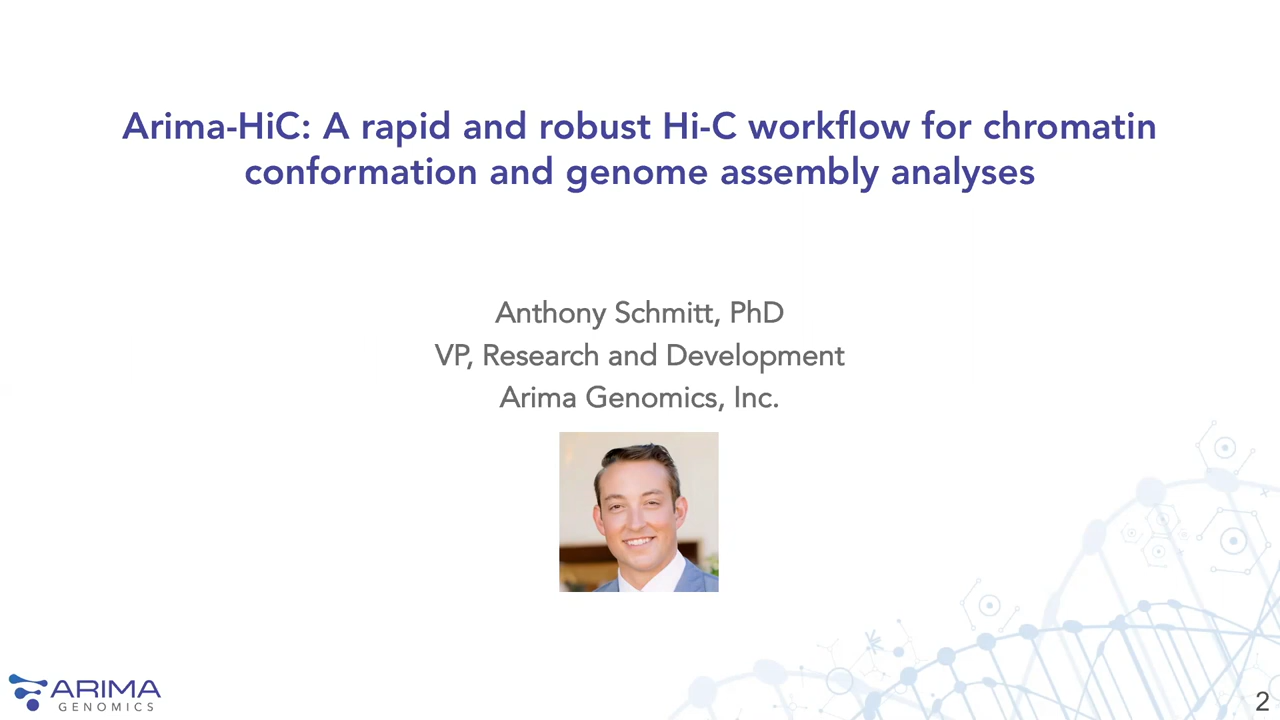 Arima-HiC: A rapid and robust Hi-C workflow for chromatin
conformation and genome assembly analyses
Anthony Schmitt, PhD
VP, Research and Development
Arima Genomics, Inc.
ARIMA
GENOMICS
2